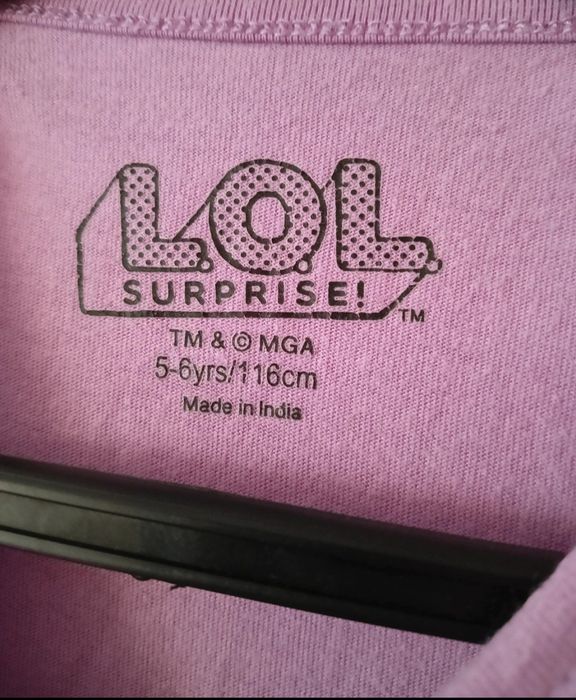 L.O.L.
SURPRISE!
TM
TM & © MGA
5-6yrs/116cm
Made in India